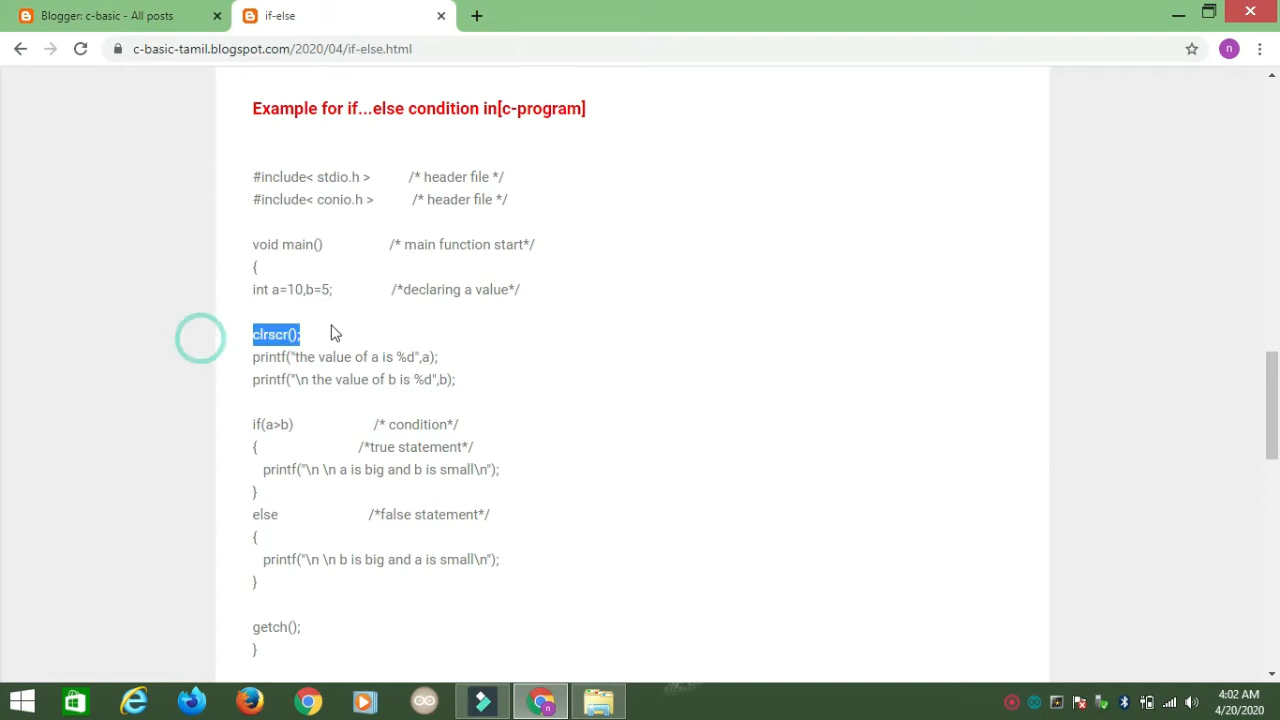 Blogger: c-basic - All posts
if-else
c-basic-tamil.blogspot.com/2020/04/if-else.html
n
Example for if...else condition in[c-program]
#include< stdio.h > /* header file */
#include< conio.h > /* header file */
void main() /* main function start*/
{
int a=10,b=5; /*declaring a value*/
clrscr();
printf("the value of a is %d",a);
printf("\n the value of b is %d",b);
if(a>b) /* condition*/
{ /*true statement*/
printf("\n \n a is big and b is small\n");
}
else /*false statement*/
{
printf("\n \n b is big and a is small\n");
}
getch();
}
n
4:02 AM
4/20/2020